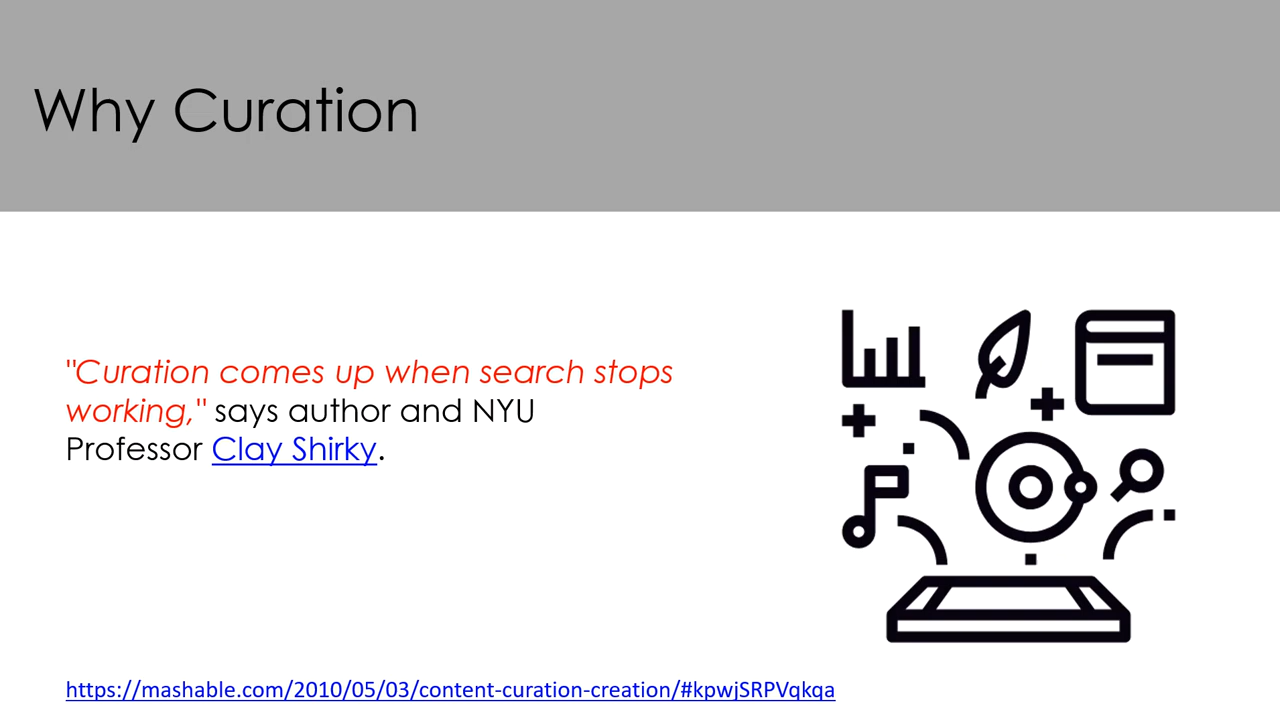 Why Curation
"Curation comes up when search stops
working," says author and NYU
Professor Clay Shirky.
https://mashable.com/2010/05/03/content-curation-creation/#kpwjSRPVqkqa